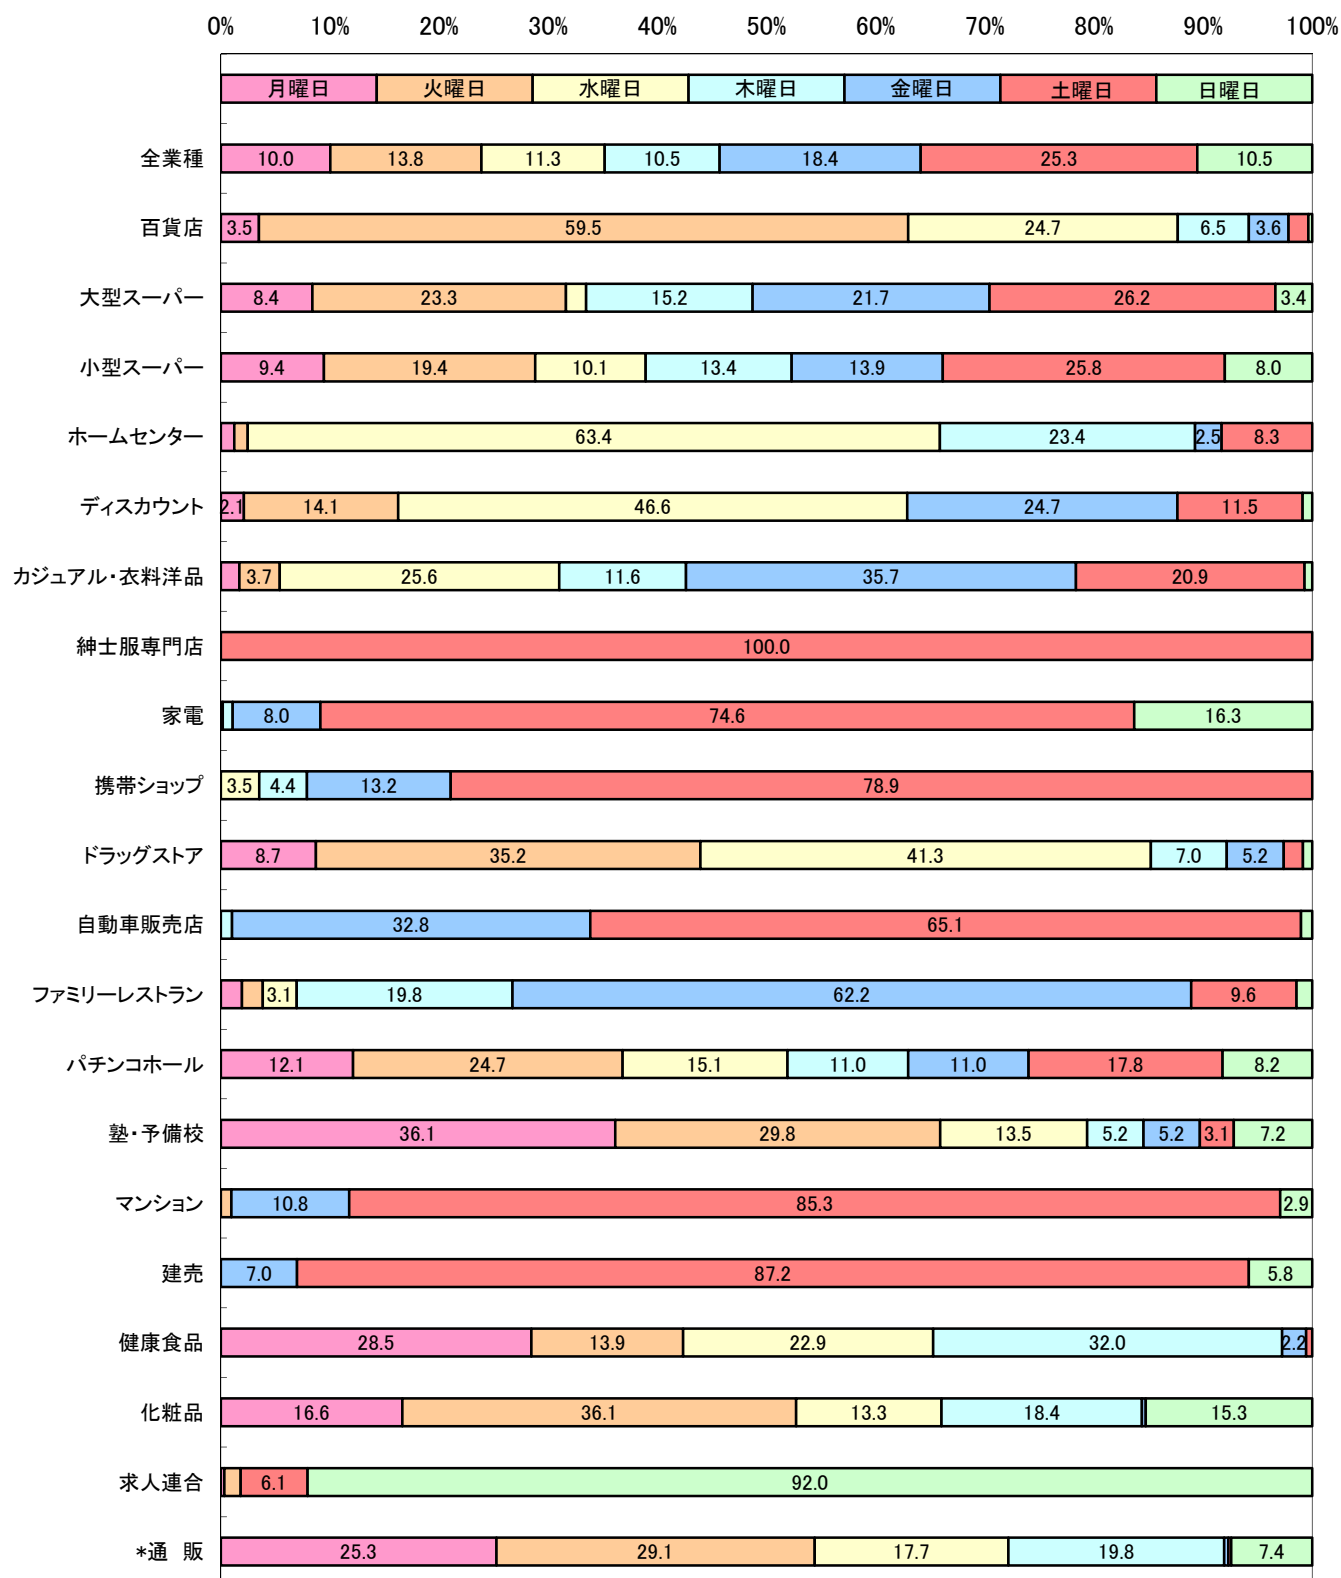 0% 10% 20% 30% 40% 50% 60% 70% 80% 90% 100%
月曜日 火曜日 水曜日 木曜日 金曜日 土曜日 日曜日
全業種 10.0 13.8 11.3 10.5 18.4 25.3 10.5
百貨店 3.5 59.5 24.7 6.5 3.6
大型スーパー 8.4 23.3 15.2 21.7 26.2 3.4
小型スーパー 9.4 19.4 10.1 13.4 13.9 25.8 8.0
ホームセンター 63.4 23.4 2.5 8.3
ディスカウント 2.1 14.1 46.6 24.7 11.5
カジュアル・衣料洋品 3.7 25.6 11.6 35.7 20.9
紳士服専門店 100.0
家電 8.0 74.6 16.3
携帯ショップ 3.5 4.4 13.2 78.9
ドラッグストア 8.7 35.2 41.3 7.0 5.2
自動車販売店 32.8 65.1
ファミリーレストラン 3.1 19.8 62.2 9.6
パチンコホール 12.1 24.7 15.1 11.0 11.0 17.8 8.2
塾・予備校 36.1 29.8 13.5 5.2 5.2 3.1 7.2
マンション 10.8 85.3 2.9
建売 7.0 87.2 5.8
健康食品 28.5 13.9 22.9 32.0 2.2
化粧品 16.6 36.1 13.3 18.4 15.3
求人連合 6.1 92.0
*通　販 25.3 29.1 17.7 19.8 7.4